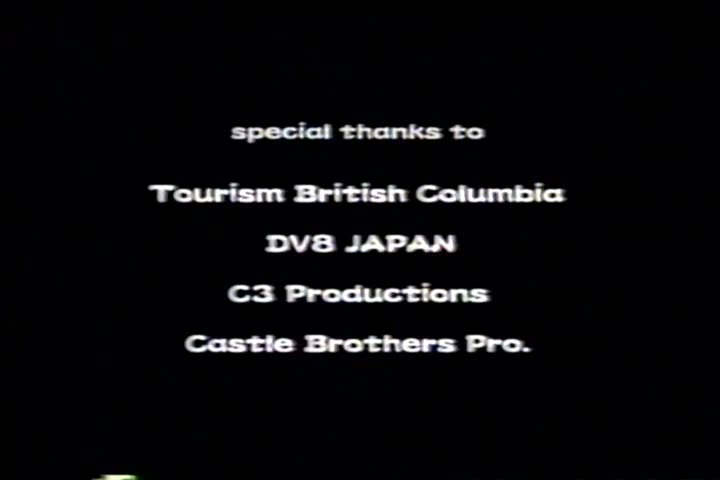 special thanks to
Tourism British Columbia
DV8 JAPAN
C3 Productions
Castle Brothers Pro.